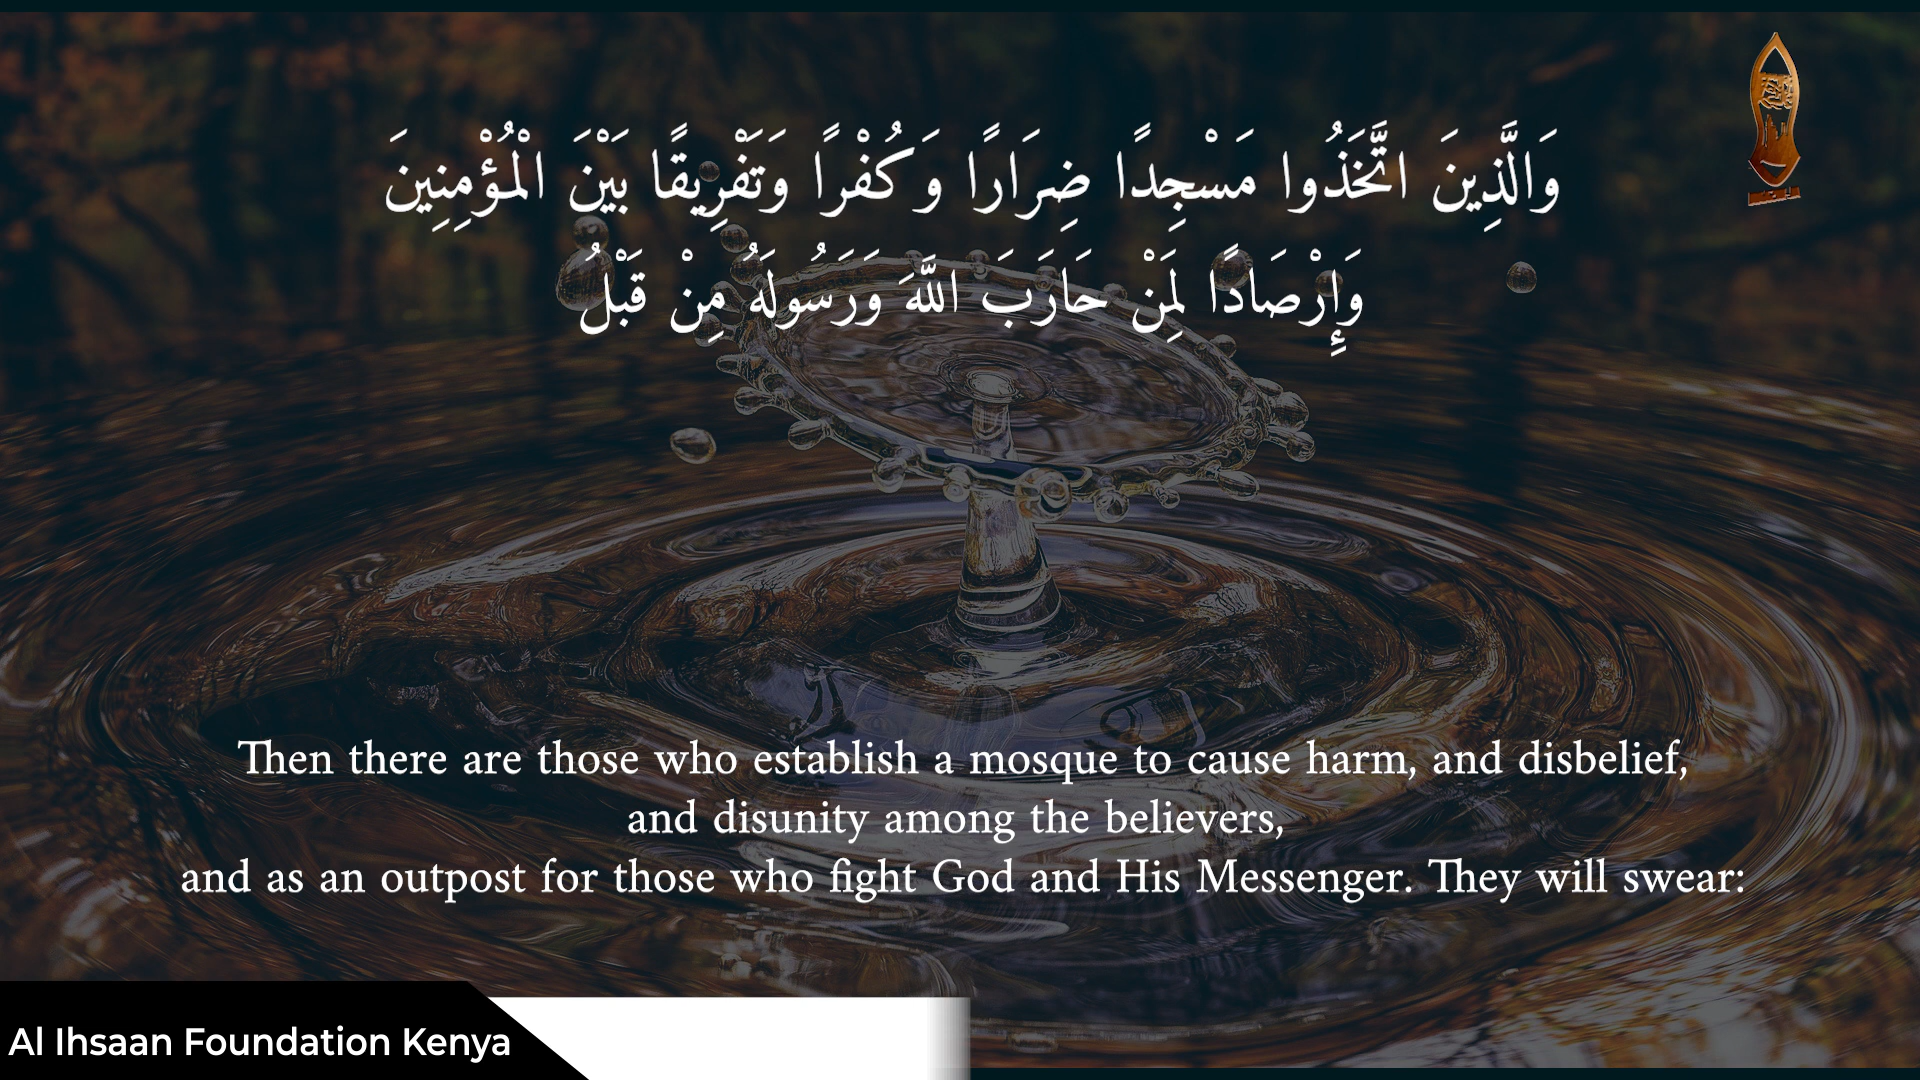 وَالَّذِينَ اتَّخَذُوا مَسْجِدًا ضِرَارًا وَكُفْرًا وَتَفْرِيقًا بَيْنَ الْمُؤْمِنِينَ
وَإِرْصَادًا لِمَنْ حَارَبَ اللَّهَ وَرَسُولَهُ مِنْ قَبْلُ
Then there are those who establish a mosque to cause harm, and disbelief,
and disunity among the believers,
and as an outpost for those who fight God and His Messenger. They will swear:
Al Ihsaan Foundation Kenya